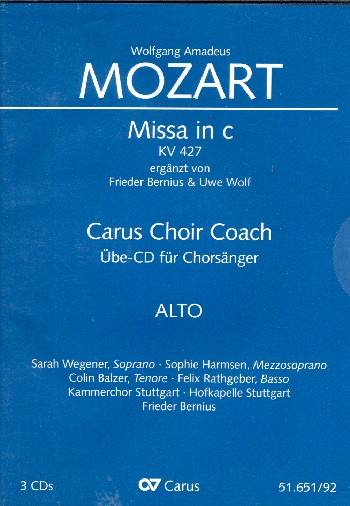 Wolfgang Amadeus
MOZART
Missa in c
KV 427
ergänzt von
Frieder Bernius & Uwe Wolf
Carus Choir Coach
Übe-CD für Chorsänger
ALTO
Sarah Wegener, Soprano · Sophie Harmsen, Mezzosoprano
Colin Balzer, Tenore · Felix Rathgeber, Basso
Kammerchor Stuttgart · Hofkapelle Stuttgart
Frieder Bernius
3 CDs
Carus
51.651/92